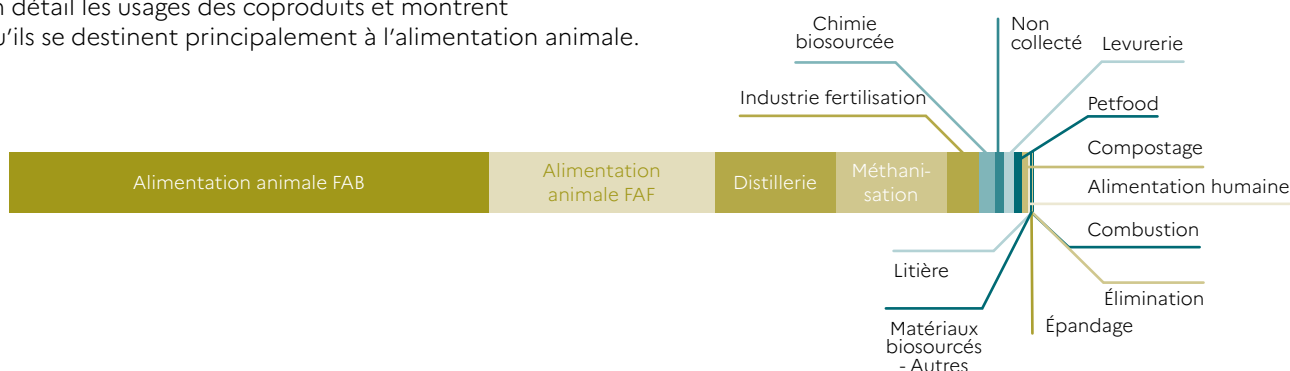 n détail les usages des coproduits et montrent
u'ils se destinent principalement à l'alimentation animale.
Chimie
biosourcée
Non
collecté
Levurerie
Industrie fertilisation
Petfood
Compostage
Alimentation animale FAB
Alimentation
animale FAF
Distillerie
Méthani-
sation
Alimentation humaine
Combustion
Litière
Élimination
Épandage
Matériaux
biosourcés
- Autres